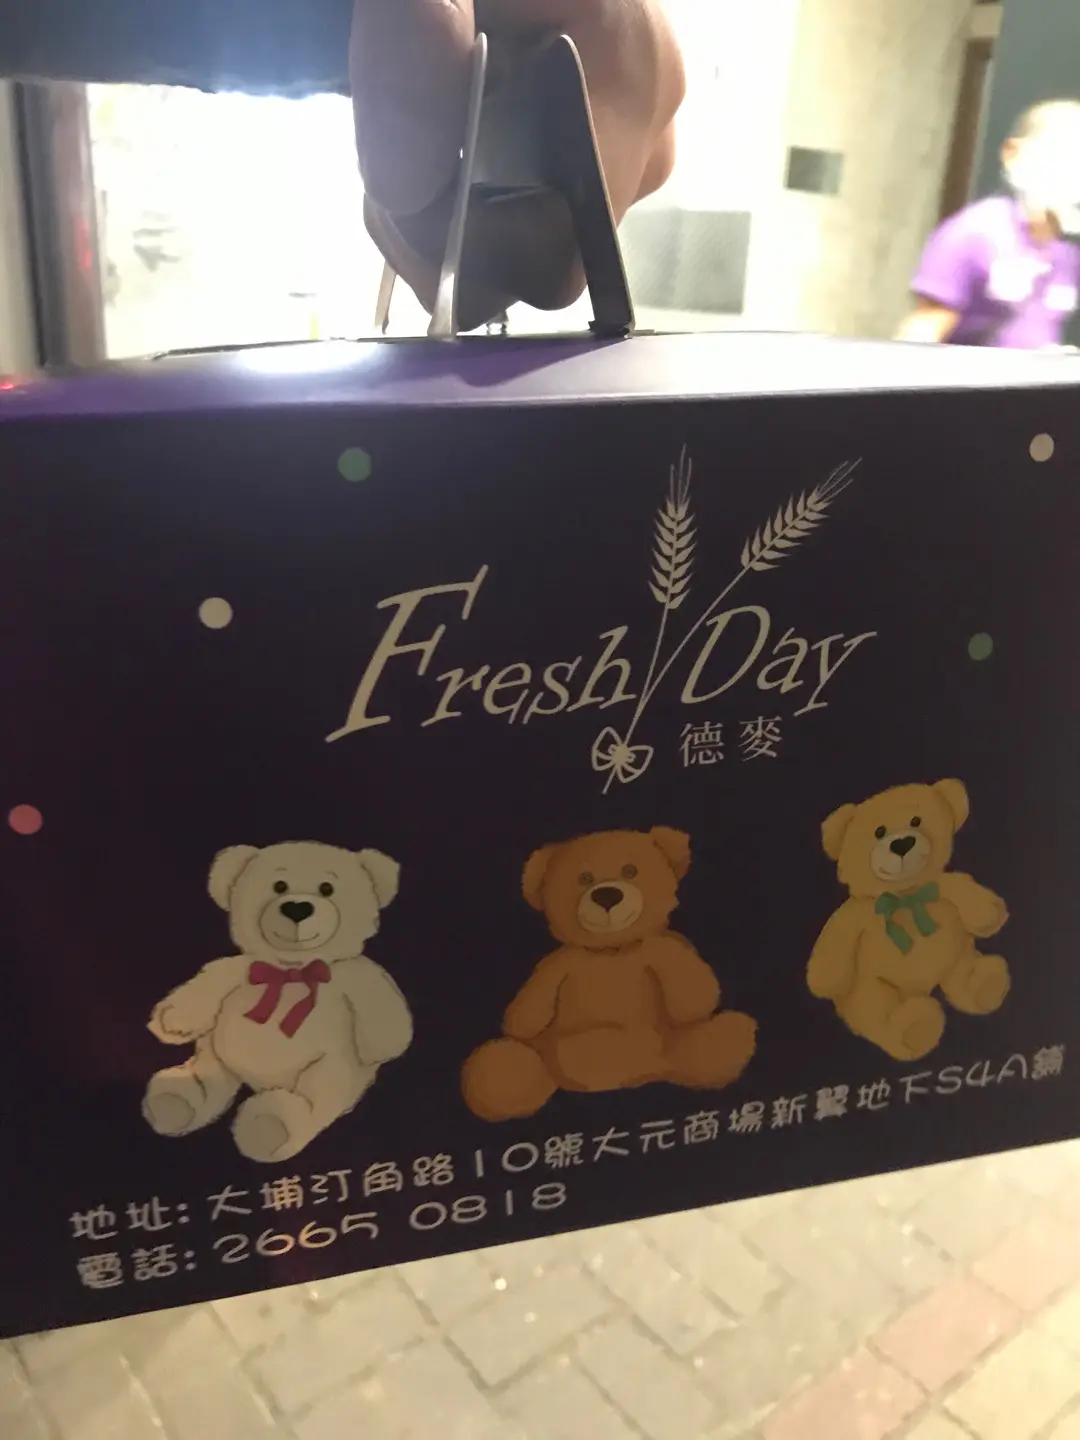 Fresh Day
德麥
地址: 大埔汀角路10號大元商場新翼地下S4A舖
電話: 2665 0818